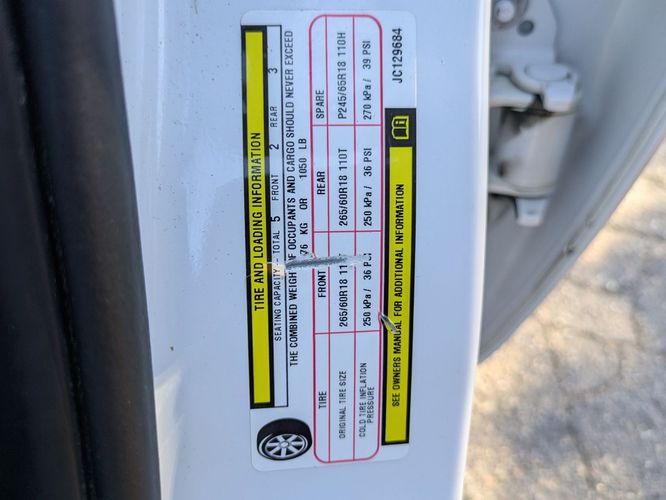 TIRE AND LOADING INFORMATION
SEATING CAPACITY - TOTAL 5 FRONT 2 REAR 3
THE COMBINED WEIGHT OF OCCUPANTS AND CARGO SHOULD NEVER EXCEED
76 KG OR 1050 LB
TIRE FRONT REAR SPARE
ORIGINAL TIRE SIZE 265/60R18 265/60R18 110T P245/65R18 110H
COLD TIRE INFLATION PRESSURE 250 kPa / 36 PSI 250 kPa / 36 PSI 270 kPa / 39 PSI
SEE OWNERS MANUAL FOR ADDITIONAL INFORMATION
JC129684